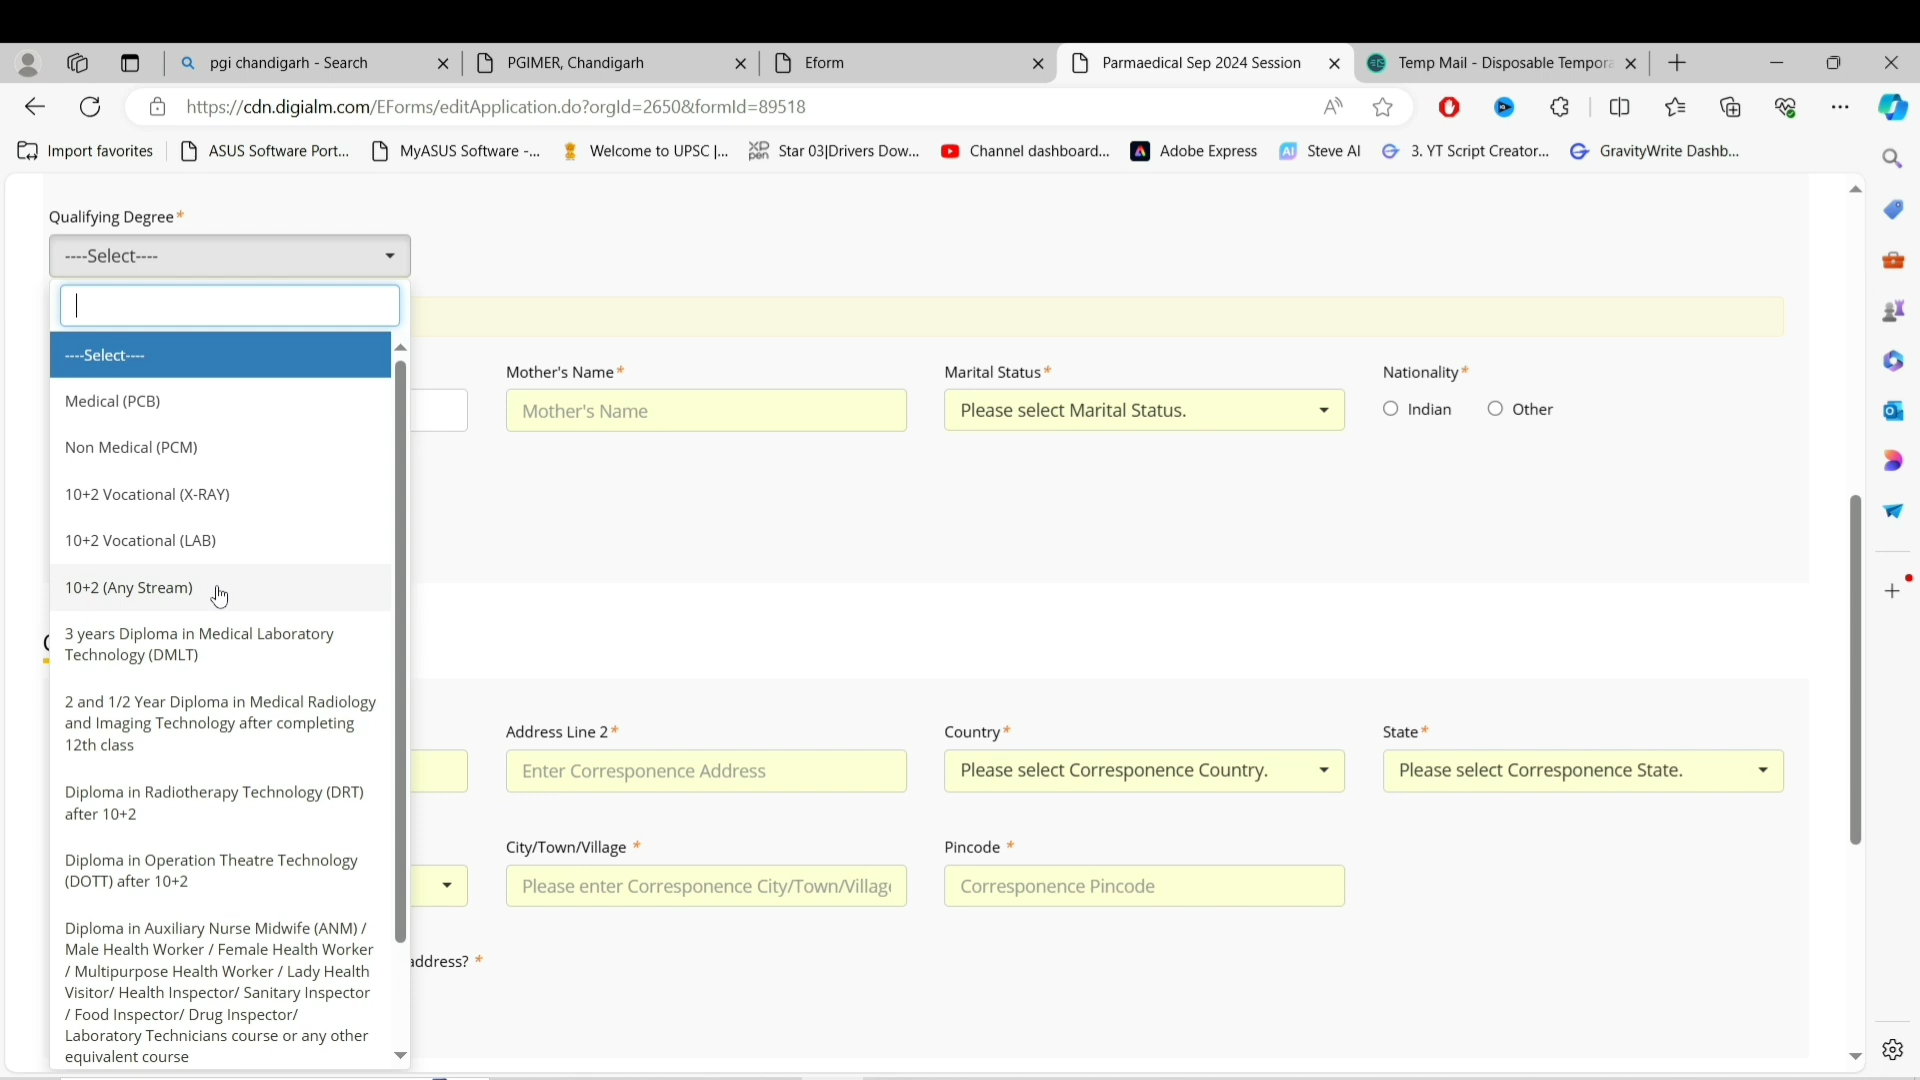 pgi chandigarh - Search
PGIMER, Chandigarh
Eform
Parmaedical Sep 2024 Session
Temp Mail - Disposable Tempora
https://cdn.digialm.com/EForms/editApplication.do?orgId=2650&formId=89518
Import favorites
ASUS Software Port...
MyASUS Software -...
Welcome to UPSC |...
Star 03|Drivers Dow...
Channel dashboard...
Adobe Express
Steve AI
3. YT Script Creator...
GravityWrite Dashb...
Qualifying Degree*
----Select----
----Select----
Medical (PCB)
Non Medical (PCM)
10+2 Vocational (X-RAY)
10+2 Vocational (LAB)
10+2 (Any Stream)
3 years Diploma in Medical Laboratory
Technology (DMLT)
2 and 1/2 Year Diploma in Medical Radiology
and Imaging Technology after completing
12th class
Diploma in Radiotherapy Technology (DRT)
after 10+2
Diploma in Operation Theatre Technology
(DOTT) after 10+2
Diploma in Auxiliary Nurse Midwife (ANM) /
Male Health Worker / Female Health Worker
/ Multipurpose Health Worker / Lady Health
Visitor/ Health Inspector/ Sanitary Inspector
/ Food Inspector/ Drug Inspector/
Laboratory Technicians course or any other
equivalent course
Mother's Name*
Mother's Name
Marital Status*
Please select Marital Status.
Nationality*
Indian
Other
Address Line 2*
Enter Corresponence Address
Country*
Please select Corresponence Country.
State*
Please select Corresponence State.
City/Town/Village *
Please enter Corresponence City/Town/Village
Pincode *
Corresponence Pincode
address? *